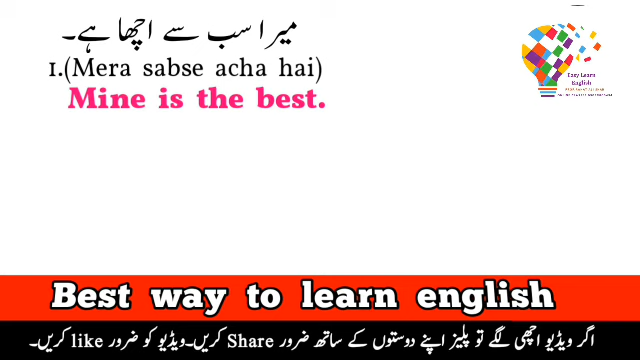 میرا سب سے اچھا ہے۔
1.(Mera sabse acha hai)
Mine is the best.
Easy Learn
English
Best way to learn english
اگر ویڈیو اچھی لگے تو پلیز اپنے دوستوں کے ساتھ ضرور Share کریں۔ویڈیو کو ضرور like کریں۔